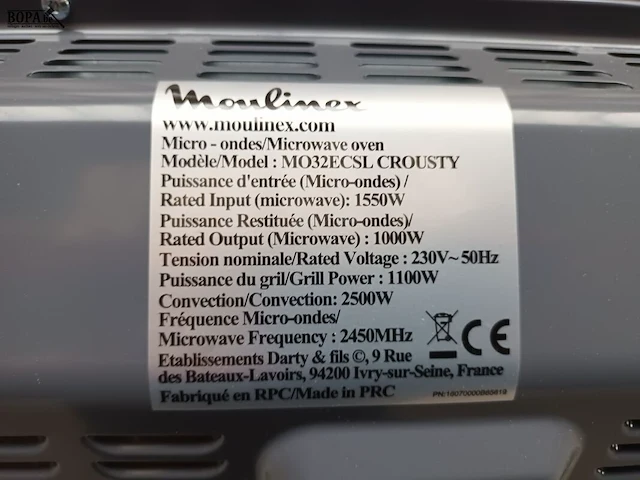 BOPA
Moulinex
www.moulinex.com
Micro - ondes/Microwave oven
Modèle/Model : MO32ECSL CROUSTY
Puissance d'entrée (Micro-ondes) /
Rated Input (microwave): 1550W
Puissance Restituée (Micro-ondes)/
Rated Output (Microwave) : 1000W
Tension nominale/Rated Voltage : 230V~ 50Hz
Puissance du gril/Grill Power : 1100W
Convection/Convection: 2500W
Fréquence Micro-ondes/
Microwave Frequency : 2450MHz
CE
Etablissements Darty & fils ©, 9 Rue
des Bateaux-Lavoirs, 94200 Ivry-sur-Seine, France
Fabriqué en RPC/Made in PRC